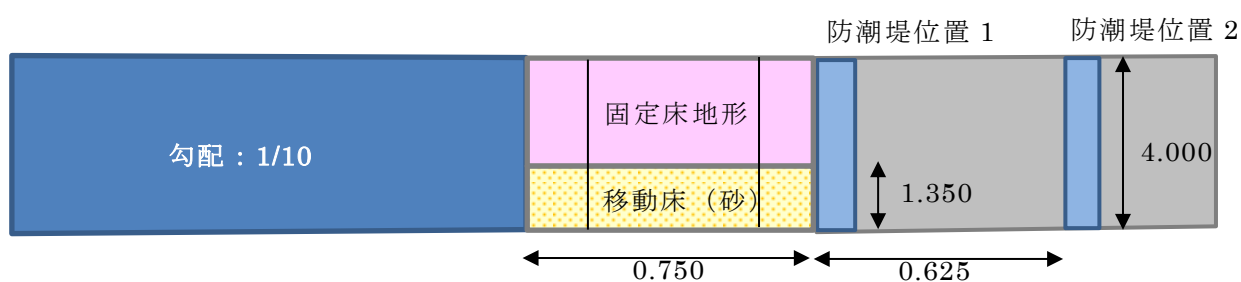 防潮堤位置 1
防潮堤位置 2
固定床地形
勾配：1/10
4.000
移動床（砂）
1.350
0.750
0.625